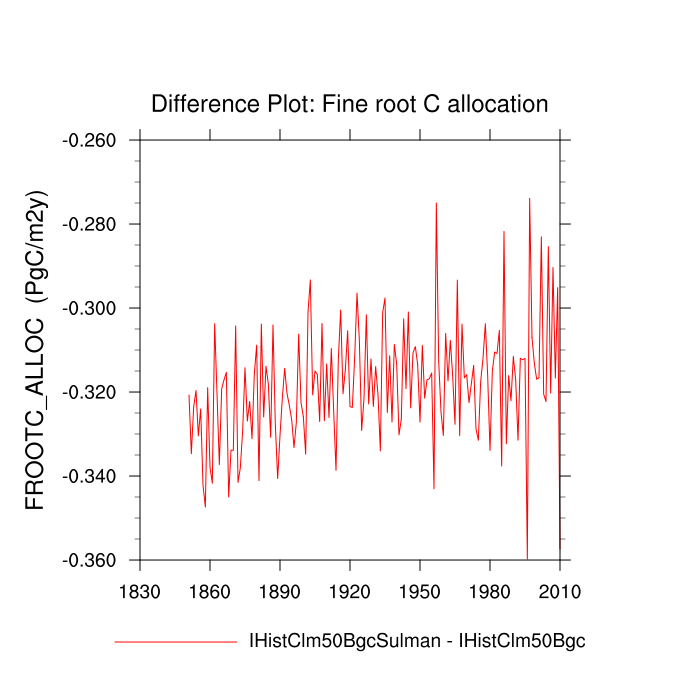 Difference Plot: Fine root C allocation
FROOTC_ALLOC (PgC/m2y)
-0.260
-0.280
-0.300
-0.320
-0.340
-0.360
1830 1860 1890 1920 1950 1980 2010
IHistClm50BgcSulman - IHistClm50Bgc